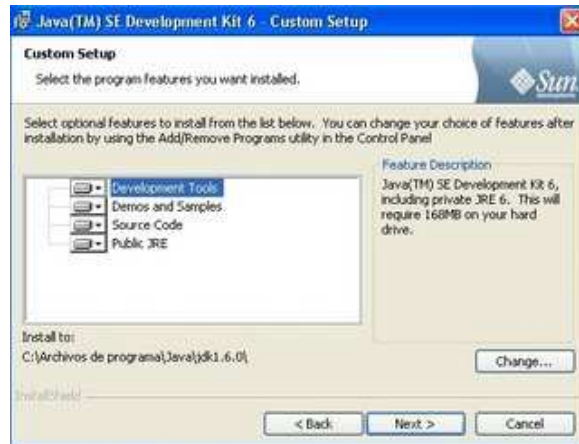 Java(TM) SE Development Kit 6 - Custom Setup
Custom Setup
Select the program features you want installed.
Sun
Select optional features to install from the list below. You can change your choice of features after
installation by using the Add/Remove Programs utility in the Control Panel
Development Tools
Demos and Samples
Source Code
Public JRE
Feature Description
Java(TM) SE Development Kit 6,
including private JRE 6. This will
require 168MB on your hard
drive.
Install to:
C:\Archivos de programa\Java\jdk1.6.0\
Change...
InstallShield
< Back
Next >
Cancel